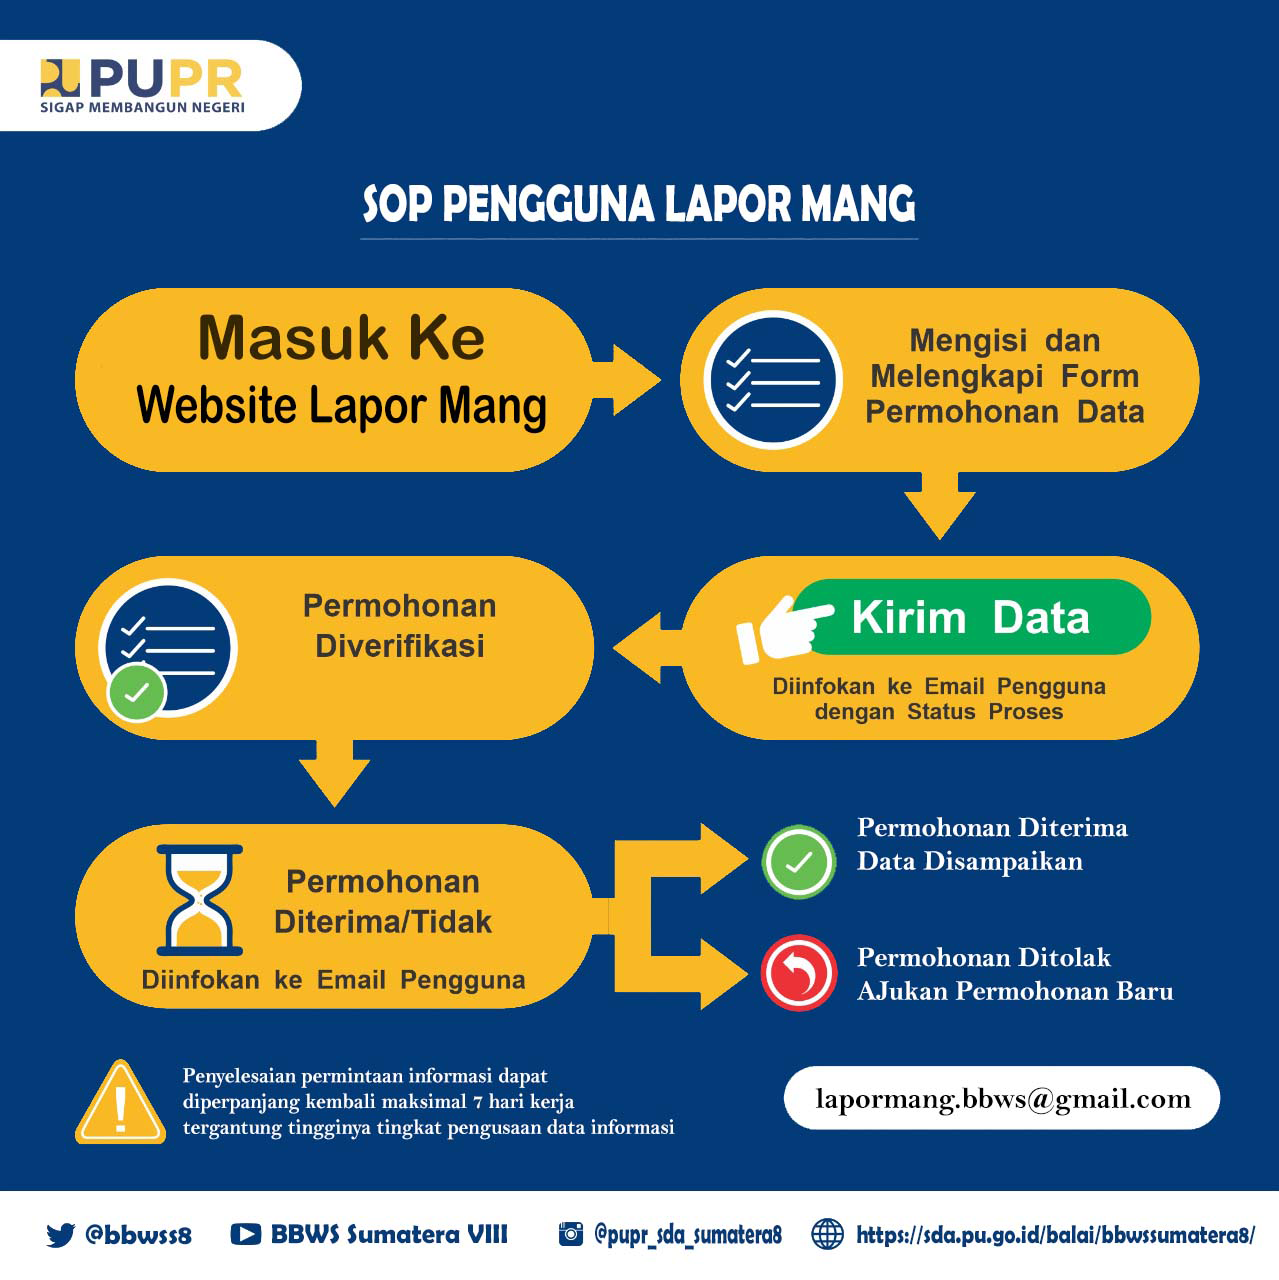 PUPR
SIGAP MEMBANGUN NEGERI
SOP PENGGUNA LAPOR MANG
Masuk Ke
Website Lapor Mang
Mengisi dan
Melengkapi Form
Permohonan Data
Kirim Data
Diinfokan ke Email Pengguna
dengan Status Proses
Permohonan
Diverifikasi
Permohonan
Diterima/Tidak
Diinfokan ke Email Pengguna
Permohonan Diterima
Data Disampaikan
Permohonan Ditolak
AJukan Permohonan Baru
Penyelesaian permintaan informasi dapat
diperpanjang kembali maksimal 7 hari kerja
tergantung tingginya tingkat pengusaan data informasi
lapormang.bbws@gmail.com
@bbwss8
BBWS Sumatera VIII
@pupr_sda_sumatera8
https://sda.pu.go.id/balai/bbwssumatera8/